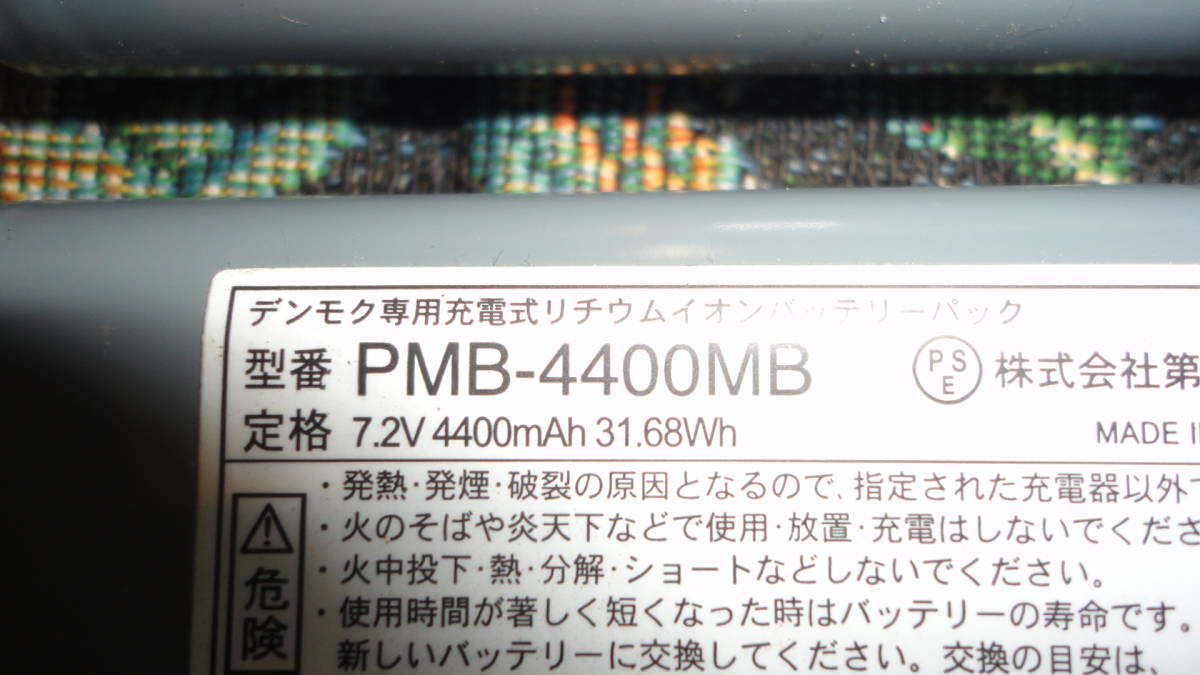 デンモク専用充電式リチウムイオンバッテリーパック
型番 PMB-4400MB PSE 株式会社第
定格 7.2V 4400mAh 31.68Wh MADE I
危険
・発熱・発煙・破裂の原因となるので、指定された充電器以外
・火のそばや炎天下などで使用・放置・充電はしないでくださ
・火中投下・熱・分解・ショートなどしないでください。
・使用時間が著しく短くなった時はバッテリーの寿命です。
新しいバッテリーに交換してください。交換の目安は、